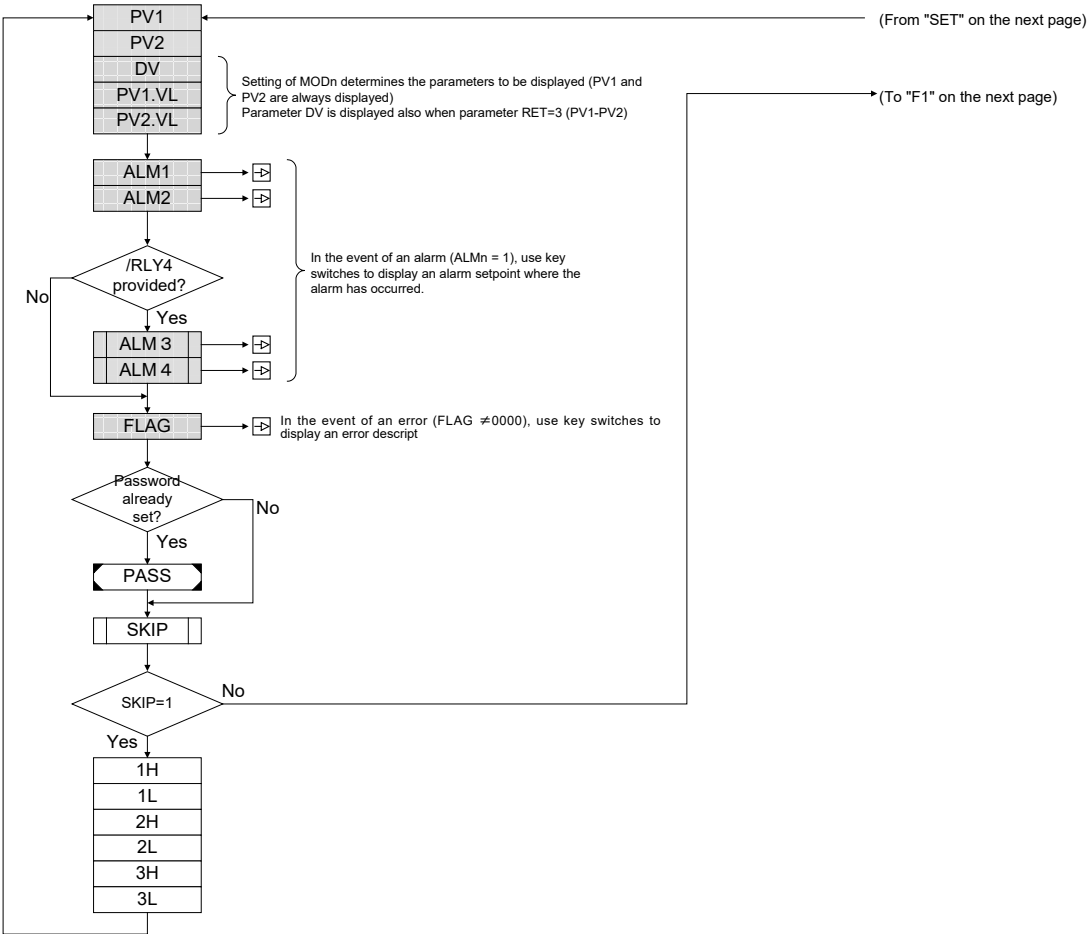 PV1
(From "SET" on the next page)
PV2
DV
PV1.VL
PV2.VL
Setting of MODn determines the parameters to be displayed (PV1 and
PV2 are always displayed)
Parameter DV is displayed also when parameter RET=3 (PV1-PV2)
(To "F1" on the next page)
ALM1
ALM2
In the event of an alarm (ALMn = 1), use key
switches to display an alarm setpoint where the
alarm has occurred.
/RLY4
provided?
No
Yes
ALM 3
ALM 4
FLAG
In the event of an error (FLAG ≠0000), use key switches to
display an error descript
Password
already
set?
No
Yes
PASS
SKIP
SKIP=1
No
Yes
1H
1L
2H
2L
3H
3L